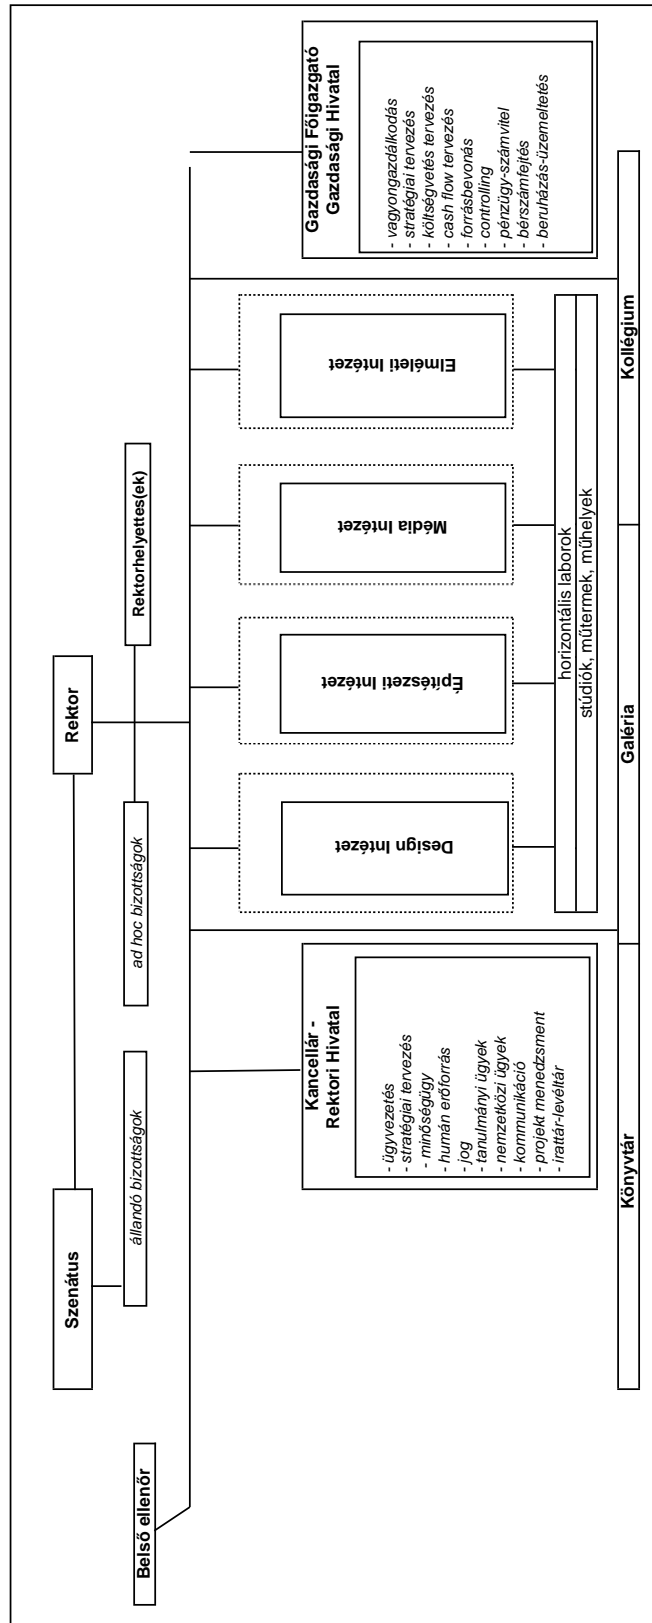 Szenátus
Rektor
állandó bizottságok
ad hoc bizottságok
Rektorhelyettes(ek)
Belső ellenőr
Kancellár -
Rektori Hivatal
- ügyvezetés
- stratégiai tervezés
- minőségügy
- humán erőforrás
- jog
- tanulmányi ügyek
- nemzetközi ügyek
- kommunikáció
- projekt menedzsment
- irattár-levéltár
Design Intézet
Építészeti Intézet
Média Intézet
Elméleti Intézet
Gazdasági Főigazgató
Gazdasági Hivatal
- vagyongazdálkodás
- stratégiai tervezés
- költségvetés tervezés
- cash flow tervezés
- forrásbevonás
- controlling
- pénzügy-számvitel
- bérszámfejtés
- beruházás-üzemeltetés
horizontális laborok
stúdiók, műtermek, műhelyek
Könyvtár
Galéria
Kollégium